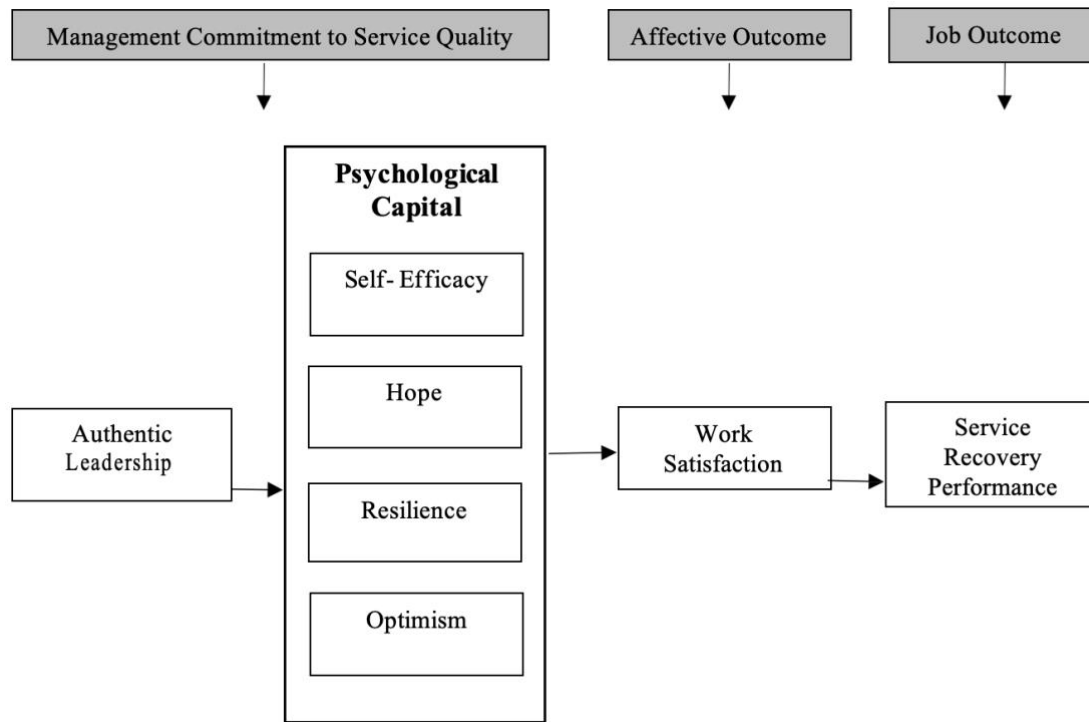 Management Commitment to Service Quality
Affective Outcome
Job Outcome
Psychological
Capital
Self- Efficacy
Hope
Resilience
Optimism
Authentic
Leadership
Work
Satisfaction
Service
Recovery
Performance